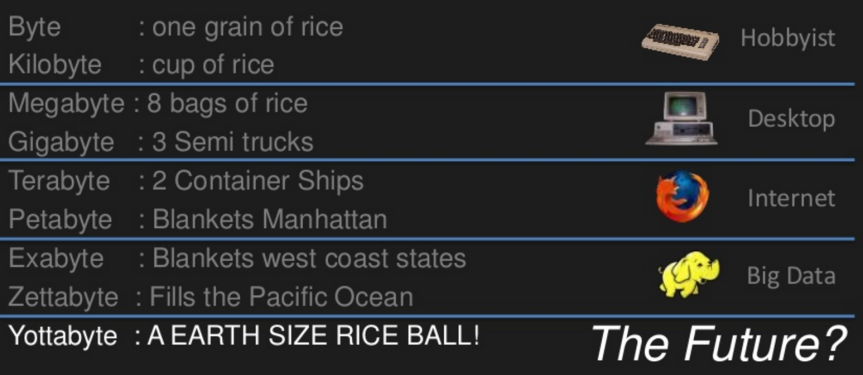 Byte : one grain of rice
Hobbyist
Kilobyte : cup of rice
Megabyte : 8 bags of rice
Desktop
Gigabyte : 3 Semi trucks
Terabyte : 2 Container Ships
Internet
Petabyte : Blankets Manhattan
Exabyte : Blankets west coast states
Big Data
Zettabyte : Fills the Pacific Ocean
Yottabyte : A EARTH SIZE RICE BALL!
The Future?